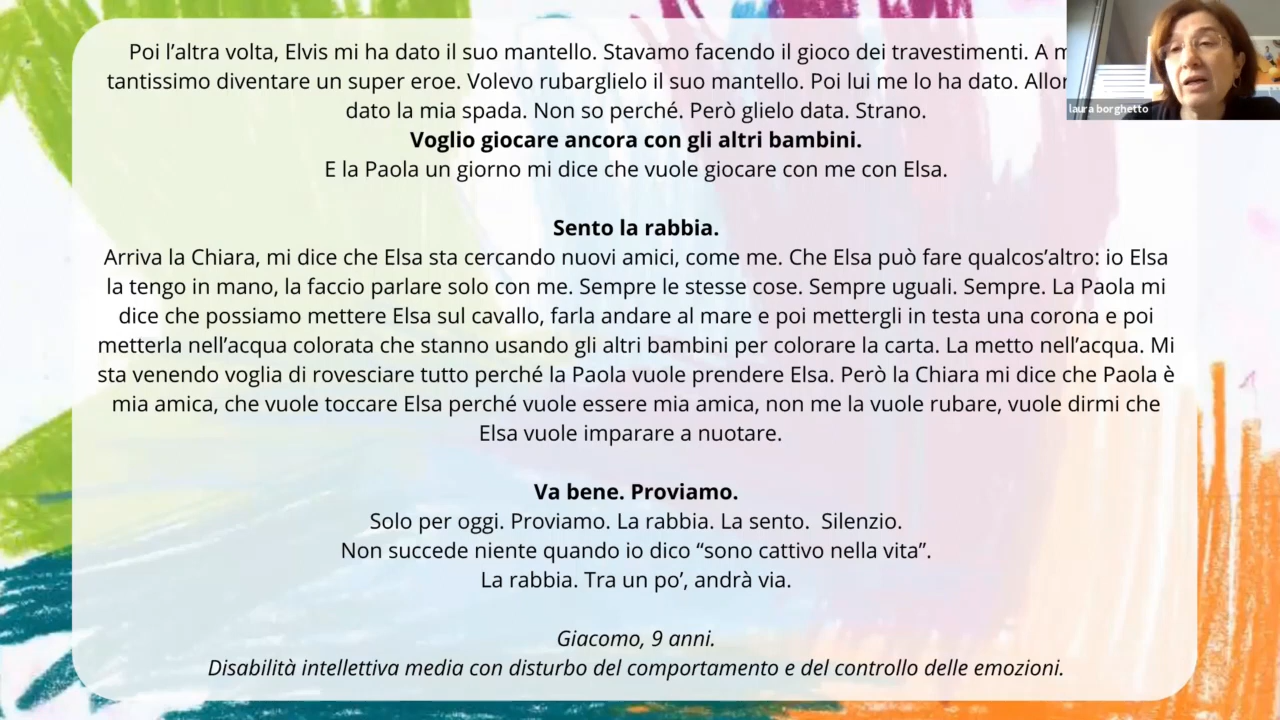 Poi l’altra volta, Elvis mi ha dato il suo mantello. Stavamo facendo il gioco dei travestimenti. A
tantissimo diventare un supereroe. Volevo rubarglielo il suo mantello. Poi lui me lo ha dato.
dato la mia spada. Non so perché. Però glielo data. Strano.
Voglio giocare ancora con gli altri bambini.
E la Paola un giorno mi dice che vuole giocare con me con Elsa.
Sento la rabbia.
Arriva la Chiara, mi dice che Elsa sta cercando nuovi amici, come me. Che Elsa può fare qualcos’altro: io Elsa
la tengo in mano, la faccio parlare solo con me. Sempre le stesse cose. Sempre uguali. Sempre. La Paola mi
dice che possiamo mettere Elsa sul cavallo, farla andare al mare e poi mettergli in testa una corona e poi
metterla nell’acqua colorata che stanno usando gli altri bambini per colorare la carta. La metto nell’acqua. Mi
sta venendo voglia di rovesciare tutto perché la Paola vuole prendere Elsa. Però la Chiara mi dice che Paola è
mia amica, che vuole toccare Elsa perché vuole essere mia amica, non me la vuole rubare, vuole dirmi che
Elsa vuole imparare a nuotare.
Va bene. Proviamo.
Solo per oggi. Proviamo. La rabbia. La sento. Silenzio.
Non succede niente quando io dico “sono cattivo nella vita”.
La rabbia. Tra un po’, andrà via.
Giacomo, 9 anni.
Disabilità intellettiva media con disturbo del comportamento e del controllo delle emozioni.
laura borghetto